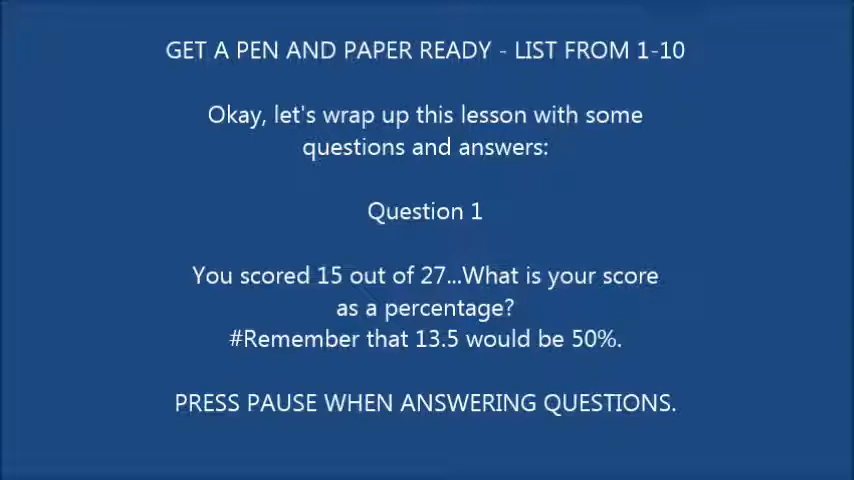 GET A PEN AND PAPER READY - LIST FROM 1-10
Okay, let's wrap up this lesson with some
questions and answers:
Question 1
You scored 15 out of 27...What is your score
as a percentage?
#Remember that 13.5 would be 50%.
PRESS PAUSE WHEN ANSWERING QUESTIONS.